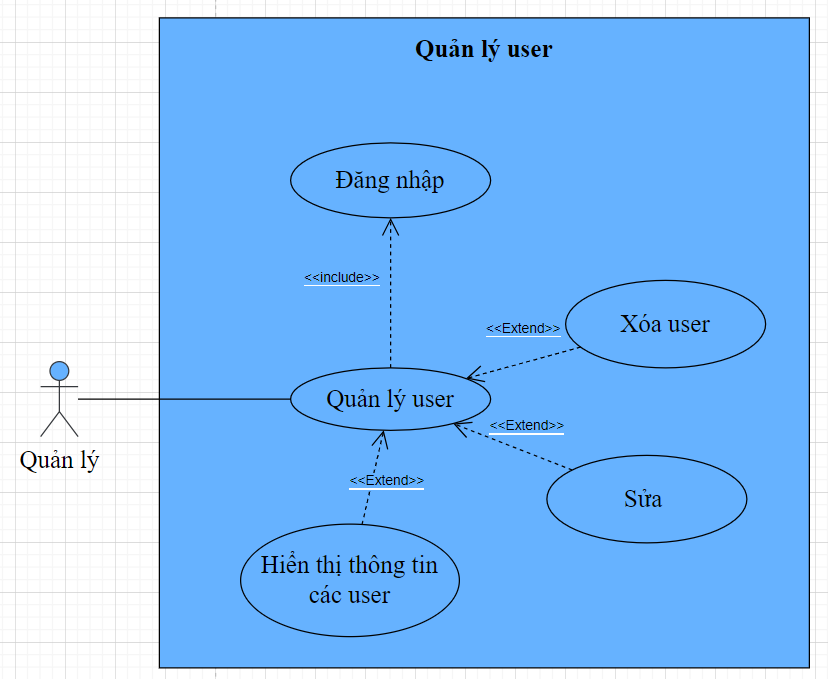 Quản lý user
Đăng nhập
<<include>>
<<Extend>>
Xóa user
Quản lý user
<<Extend>>
Quản lý
<<Extend>>
Sửa
Hiển thị thông tin
các user